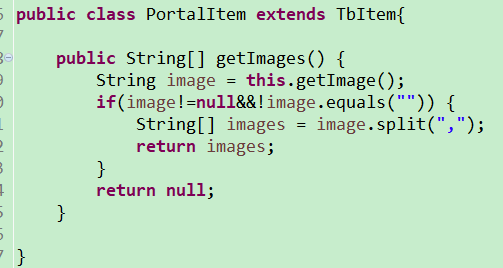 public class PortalItem extends TbItem{
public String[] getImages() {
String image = this.getImage();
if(image!=null&&!image.equals("")) {
String[] images = image.split(",");
return images;
}
return null;
}
}